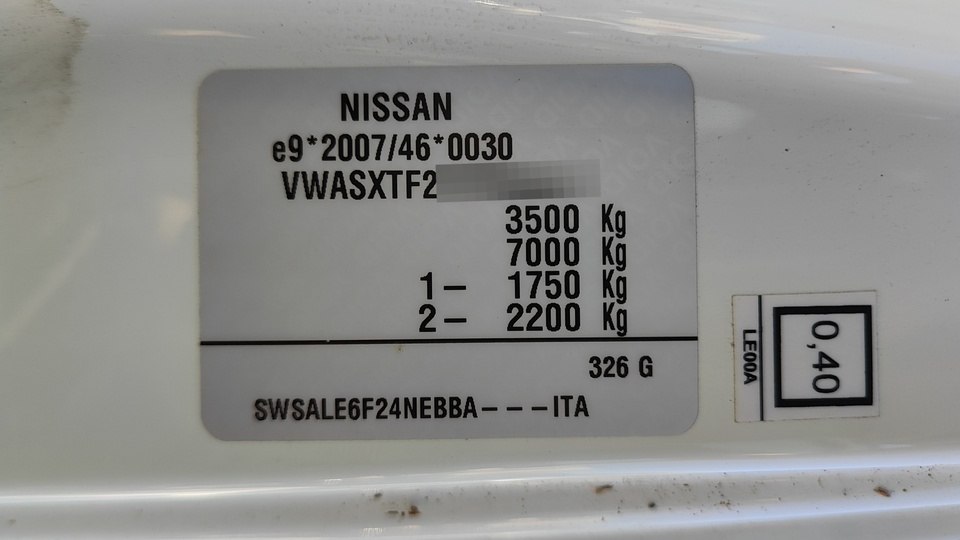 NISSAN
e9*2007/46*0030
VWASXTF2
3500 Kg
7000 Kg
1- 1750 Kg
2- 2200 Kg
326 G
SWSALE6F24NEBBA---ITA
0,40
LE00A